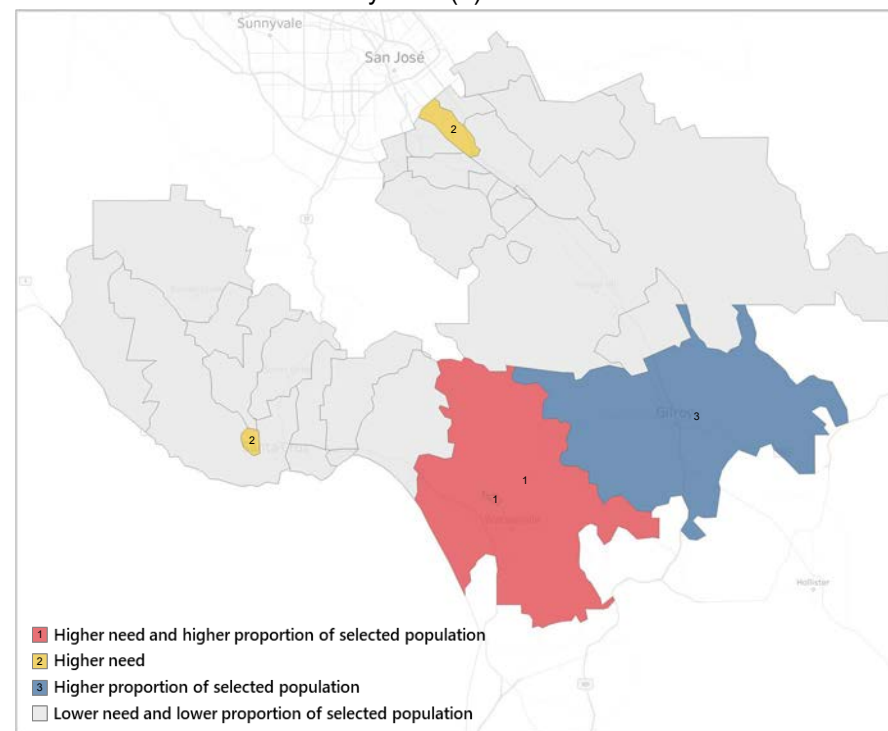 Sunnyvale
San José
2
3
Gilroy
2
1
1
Hollister
1 Higher need and higher proportion of selected population
2 Higher need
3 Higher proportion of selected population
Lower need and lower proportion of selected population